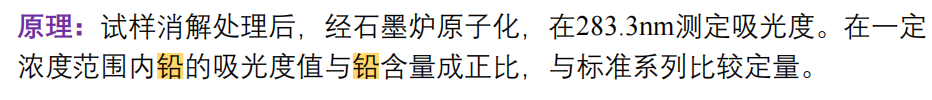 原理：试样消解处理后，经石墨炉原子化，在283.3nm测定吸光度。在一定
浓度范围内铅的吸光度值与铅含量成正比，与标准系列比较定量。